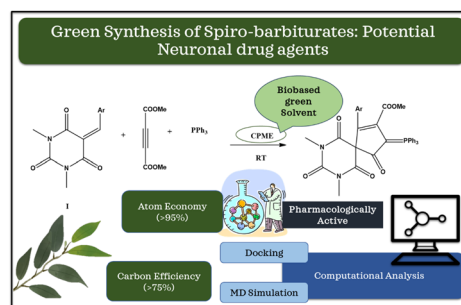 Green Synthesis of Spiro-barbiturates: Potential
Neuronal drug agents
Biobased
green
Solvent
Ar
O
O
N
N
O
I
+
COOMe
COOMe
+
PPh3
CPME
RT
Ar
COOMe
O
PPh3
N
O
N
O
O
Atom Economy
(>95%)
Pharmacologically
Active
Docking
Carbon Efficiency
(>75%)
Computational Analysis
MD Simulation